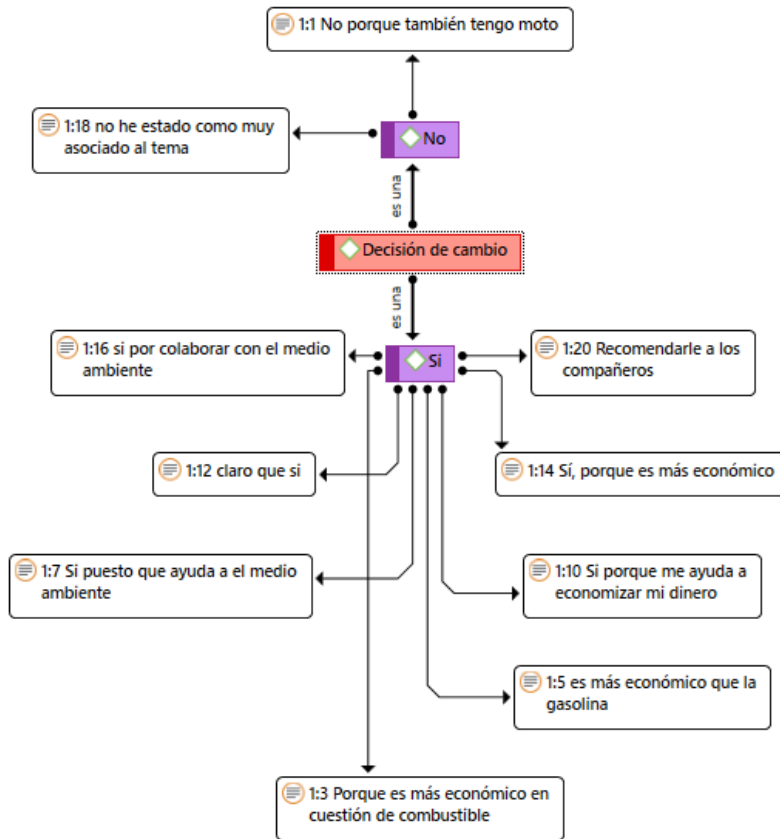 1:1 No porque también tengo moto
1:18 no he estado como muy
asociado al tema
No
es una
Decisión de cambio
es una
1:16 si por colaborar con el medio
ambiente
Si
1:20 Recomendarle a los
compañeros
1:12 claro que si
1:14 Sí, porque es más económico
1:7 Si puesto que ayuda a el medio
ambiente
1:10 Si porque me ayuda a
economizar mi dinero
1:5 es más económico que la
gasolina
1:3 Porque es más económico en
cuestión de combustible